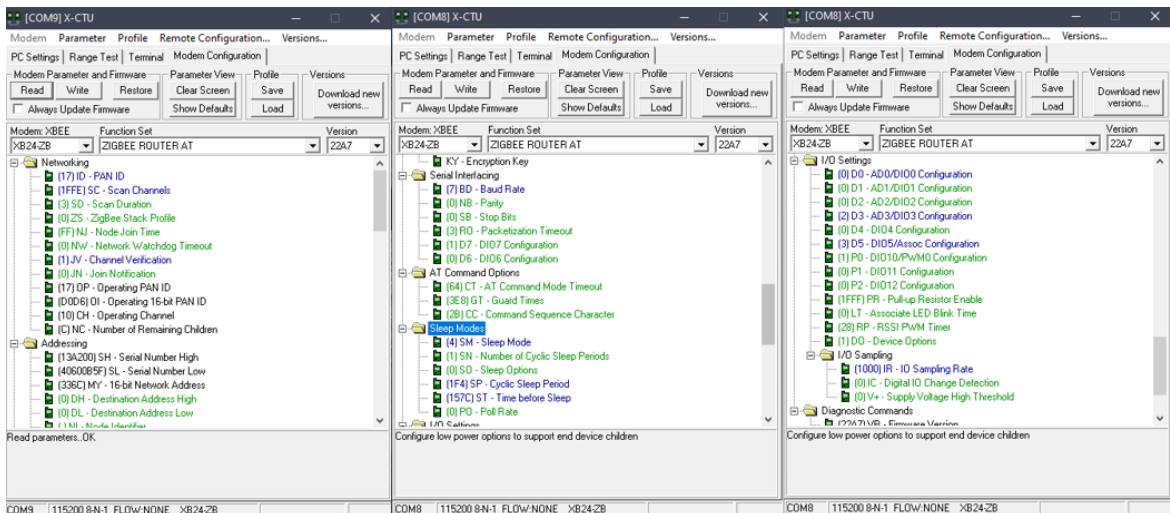 [COM9] X-CTU
Modem Parameter Profile Remote Configuration... Versions...
PC Settings Range Test Terminal Modem Configuration
Modem Parameter and Firmware Parameter View Profile Versions
Read Write Restore Clear Screen Save Download new versions...
Always Update Firmware Show Defaults Load
Modem: XBEE Function Set Version
XB24-ZB ZIGBEE ROUTER AT 22A7
Networking
(17) ID - PAN ID
(1FFE) SC - Scan Channels
(3) SD - Scan Duration
(0) ZS - ZigBee Stack Profile
(FF) NJ - Node Join Time
(0) NW - Network Watchdog Timeout
(1) JV - Channel Verification
(0) JN - Join Notification
(17) OP - Operating PAN ID
(D0D6) OI - Operating 16-bit PAN ID
(10) CH - Operating Channel
(C) NC - Number of Remaining Children
Addressing
(13A200) SH - Serial Number High
(40600B5F) SL - Serial Number Low
(336C) MY - 16-bit Network Address
(0) DH - Destination Address High
(0) DL - Destination Address Low
( ) NI - Node Identifier
Read parameters..OK
COM9 115200 8-N-1 FLOW:NONE XB24-ZB
[COM8] X-CTU
Modem Parameter Profile Remote Configuration... Versions...
PC Settings Range Test Terminal Modem Configuration
Modem Parameter and Firmware Parameter View Profile Versions
Read Write Restore Clear Screen Save Download new versions...
Always Update Firmware Show Defaults Load
Modem: XBEE Function Set Version
XB24-ZB ZIGBEE ROUTER AT 22A7
KY - Encryption Key
Serial Interfacing
(7) BD - Baud Rate
(0) NB - Parity
(0) SB - Stop Bits
(3) RO - Packetization Timeout
(1) D7 - DIO7 Configuration
(0) D6 - DIO6 Configuration
AT Command Options
(64) CT - AT Command Mode Timeout
(3E8) GT - Guard Times
(2B) CC - Command Sequence Character
Sleep Modes
(4) SM - Sleep Mode
(1) SN - Number of Cyclic Sleep Periods
(0) SO - Sleep Options
(1F4) SP - Cyclic Sleep Period
(157C) ST - Time before Sleep
(0) PO - Poll Rate
I/O Settings
Configure low power options to support end device children
COM8 115200 8-N-1 FLOW:NONE XB24-ZB
[COM8] X-CTU
Modem Parameter Profile Remote Configuration... Versions...
PC Settings Range Test Terminal Modem Configuration
Modem Parameter and Firmware Parameter View Profile Versions
Read Write Restore Clear Screen Save Download new versions...
Always Update Firmware Show Defaults Load
Modem: XBEE Function Set Version
XB24-ZB ZIGBEE ROUTER AT 22A7
I/O Settings
(0) D0 - AD0/DIO0 Configuration
(0) D1 - AD1/DIO1 Configuration
(0) D2 - AD2/DIO2 Configuration
(2) D3 - AD3/DIO3 Configuration
(0) D4 - DIO4 Configuration
(3) D5 - DIO5/Assoc Configuration
(1) P0 - DIO10/PWM0 Configuration
(0) P1 - DIO11 Configuration
(0) P2 - DIO12 Configuration
(1FFF) PR - Pull-up Resistor Enable
(0) LT - Associate LED Blink Time
(28) RP - RSSI PWM Timer
(1) DO - Device Options
I/O Sampling
(1000) IR - IO Sampling Rate
(0) IC - Digital IO Change Detection
(0) V+ - Supply Voltage High Threshold
Diagnostic Commands
(22A7) VR - Firmware Version
Configure low power options to support end device children
COM8 115200 8-N-1 FLOW:NONE XB24-ZB